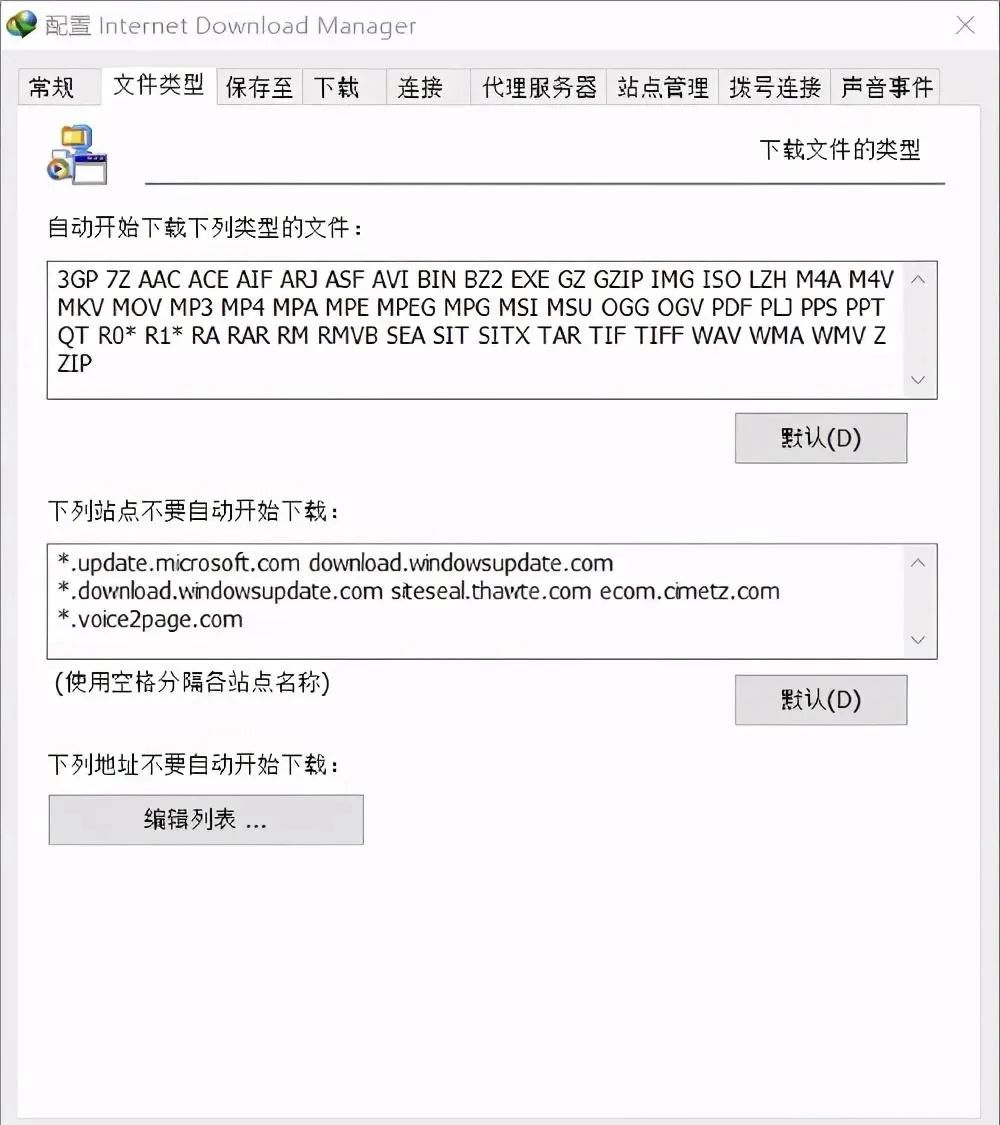 配置 Internet Download Manager
常规 文件类型 保存至 下载 连接 代理服务器 站点管理 拨号连接 声音事件
下载文件的类型
自动开始下载下列类型的文件：
3GP 7Z AAC ACE AIF ARJ ASF AVI BIN BZ2 EXE GZ GZIP IMG ISO LZH M4A M4V
MKV MOV MP3 MP4 MPA MPE MPEG MPG MSI MSU OGG OGV PDF PLJ PPS PPT
QT R0* R1* RA RAR RM RMVB SEA SIT SITX TAR TIF TIFF WAV WMA WMV Z
ZIP
默认(D)
下列站点不要自动开始下载：
*.update.microsoft.com download.windowsupdate.com
*.download.windowsupdate.com siteseal.thawte.com ecom.cimetz.com
*.voice2page.com
(使用空格分隔各站点名称)
默认(D)
下列地址不要自动开始下载：
编辑列表 ...